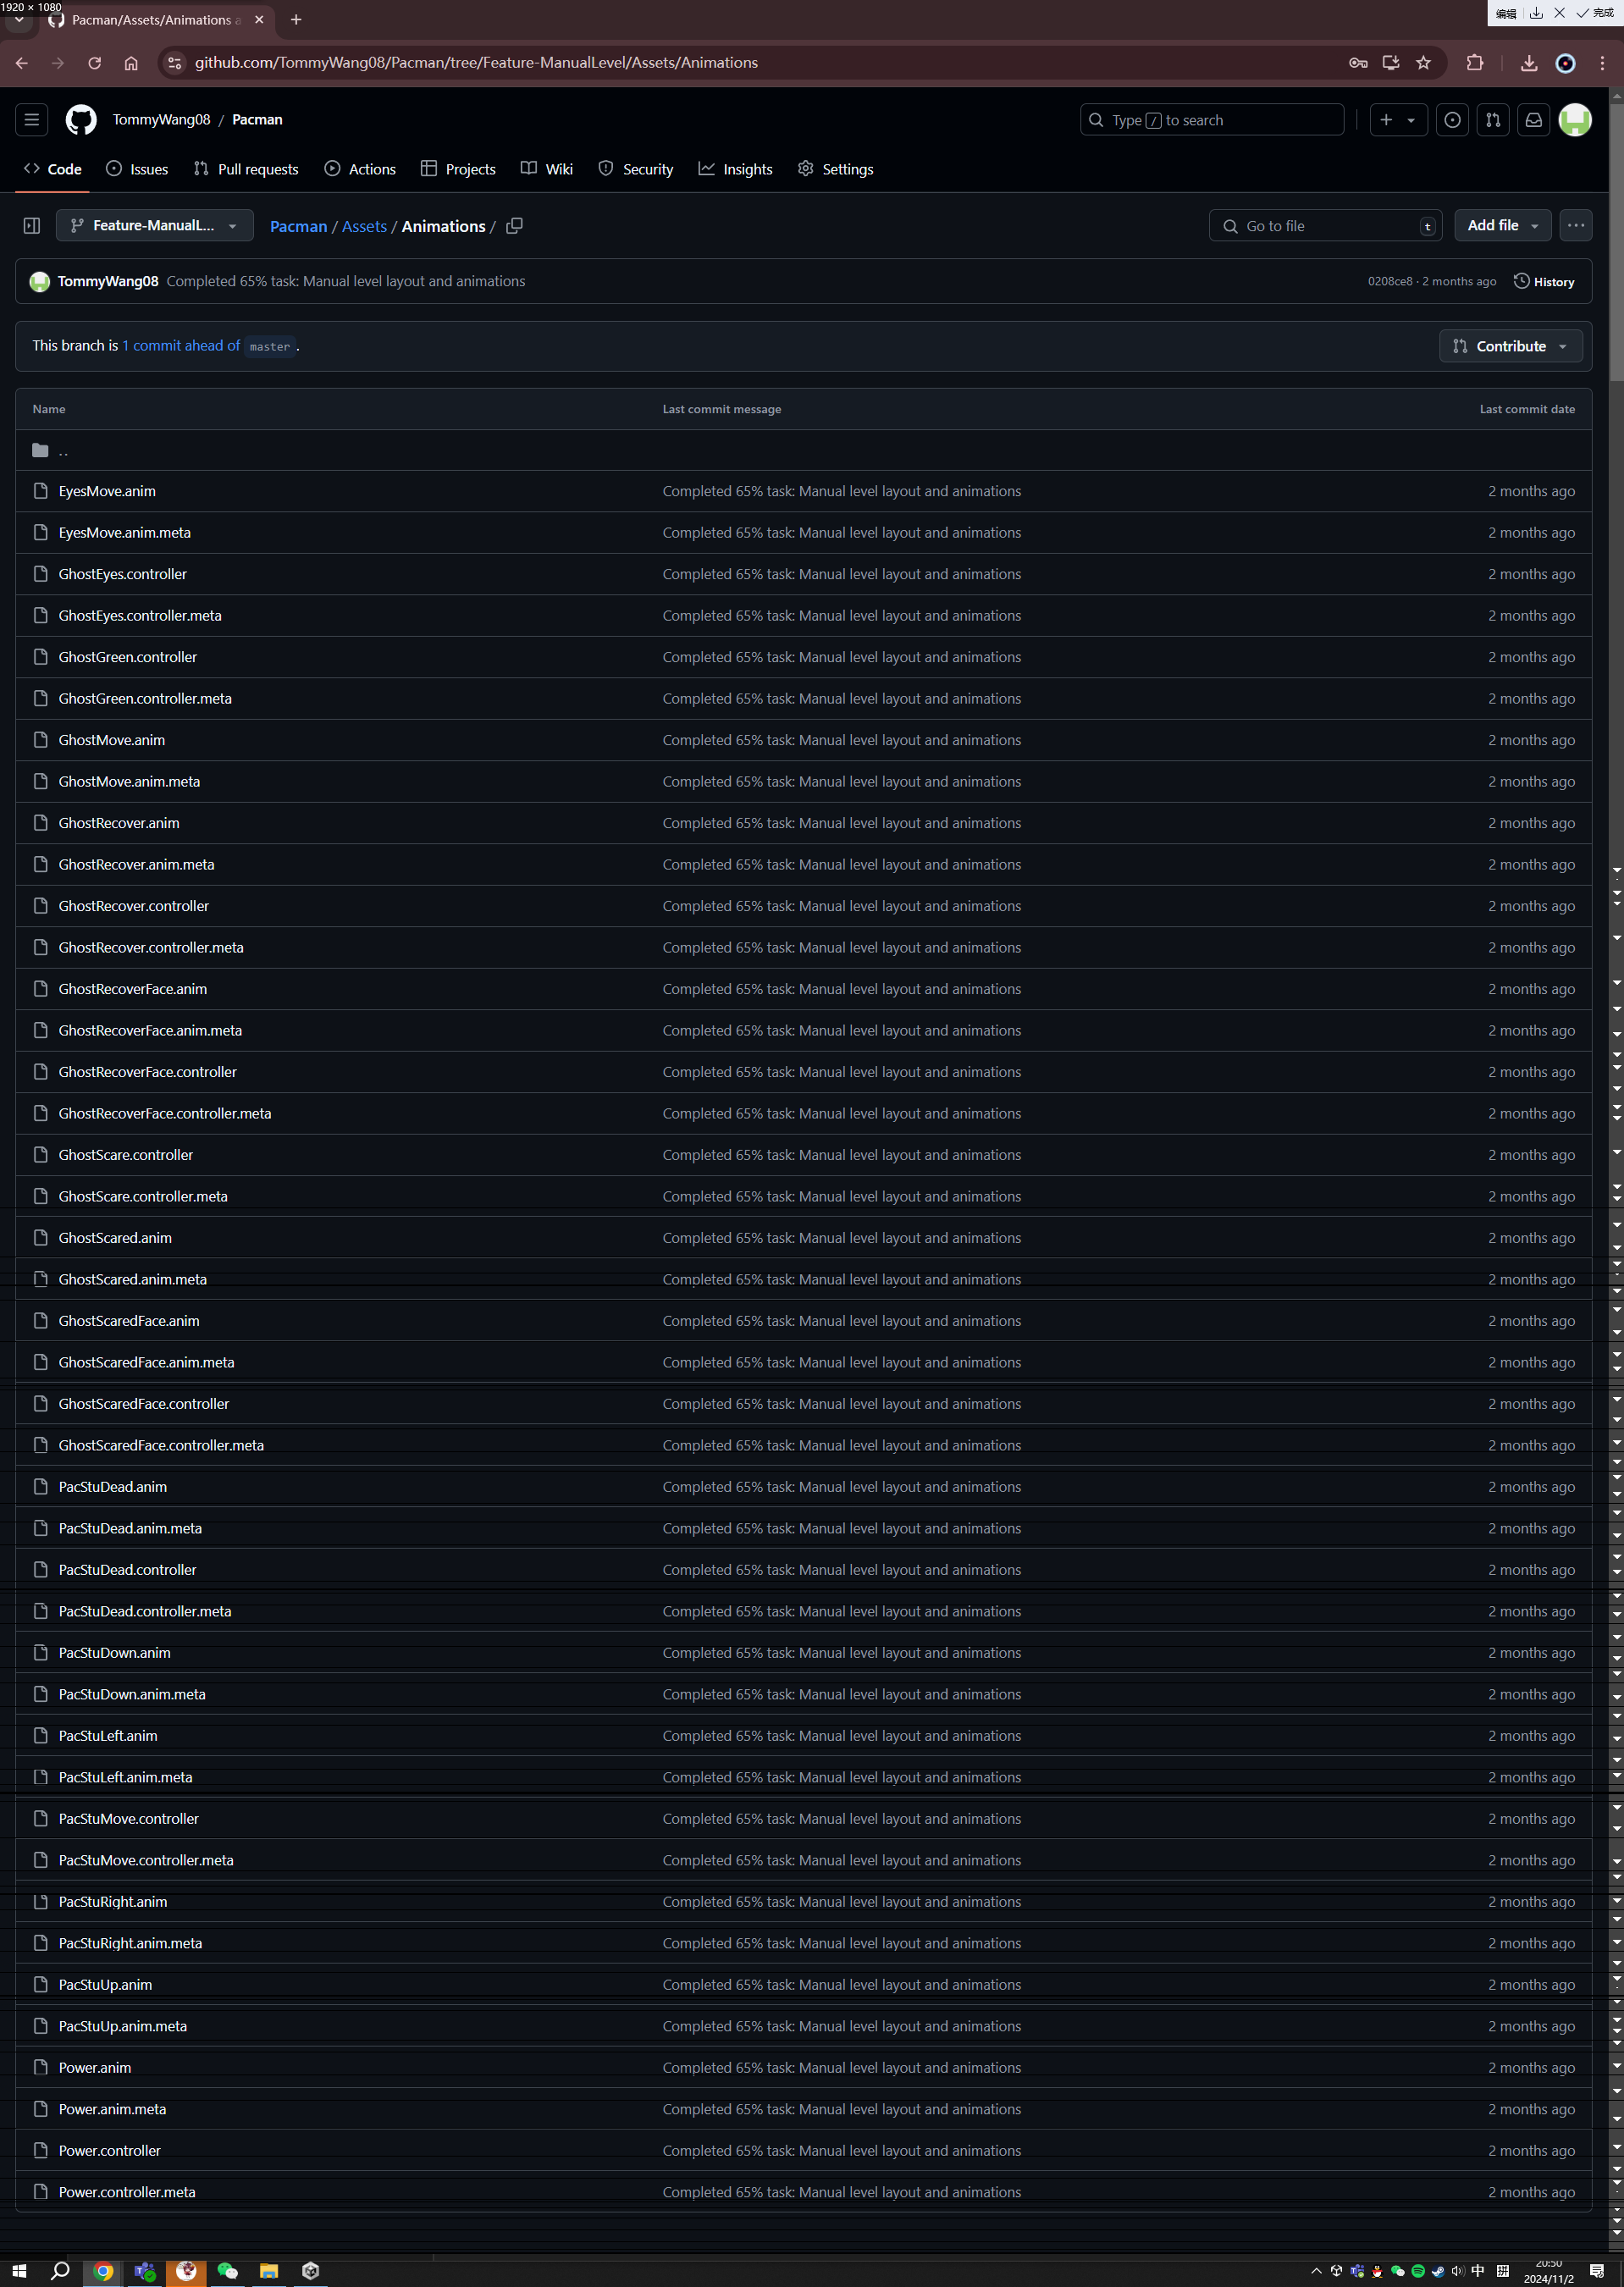 1920 × 1080
Pacman/Assets/Animations a
编辑 完成
github.com/TommyWang08/Pacman/tree/Feature-ManualLevel/Assets/Animations
TommyWang08 / Pacman
Type / to search
Code Issues Pull requests Actions Projects Wiki Security Insights Settings
Feature-ManualL... Pacman / Assets / Animations / Go to file t Add file
TommyWang08 Completed 65% task: Manual level layout and animations 0208ce8 · 2 months ago History
This branch is 1 commit ahead of master . Contribute
Name Last commit message Last commit date
..
EyesMove.anim Completed 65% task: Manual level layout and animations 2 months ago
EyesMove.anim.meta Completed 65% task: Manual level layout and animations 2 months ago
GhostEyes.controller Completed 65% task: Manual level layout and animations 2 months ago
GhostEyes.controller.meta Completed 65% task: Manual level layout and animations 2 months ago
GhostGreen.controller Completed 65% task: Manual level layout and animations 2 months ago
GhostGreen.controller.meta Completed 65% task: Manual level layout and animations 2 months ago
GhostMove.anim Completed 65% task: Manual level layout and animations 2 months ago
GhostMove.anim.meta Completed 65% task: Manual level layout and animations 2 months ago
GhostRecover.anim Completed 65% task: Manual level layout and animations 2 months ago
GhostRecover.anim.meta Completed 65% task: Manual level layout and animations 2 months ago
GhostRecover.controller Completed 65% task: Manual level layout and animations 2 months ago
GhostRecover.controller.meta Completed 65% task: Manual level layout and animations 2 months ago
GhostRecoverFace.anim Completed 65% task: Manual level layout and animations 2 months ago
GhostRecoverFace.anim.meta Completed 65% task: Manual level layout and animations 2 months ago
GhostRecoverFace.controller Completed 65% task: Manual level layout and animations 2 months ago
GhostRecoverFace.controller.meta Completed 65% task: Manual level layout and animations 2 months ago
GhostScare.controller Completed 65% task: Manual level layout and animations 2 months ago
GhostScare.controller.meta Completed 65% task: Manual level layout and animations 2 months ago
GhostScared.anim Completed 65% task: Manual level layout and animations 2 months ago
GhostScared.anim.meta Completed 65% task: Manual level layout and animations 2 months ago
GhostScaredFace.anim Completed 65% task: Manual level layout and animations 2 months ago
GhostScaredFace.anim.meta Completed 65% task: Manual level layout and animations 2 months ago
GhostScaredFace.controller Completed 65% task: Manual level layout and animations 2 months ago
GhostScaredFace.controller.meta Completed 65% task: Manual level layout and animations 2 months ago
PacStuDead.anim Completed 65% task: Manual level layout and animations 2 months ago
PacStuDead.anim.meta Completed 65% task: Manual level layout and animations 2 months ago
PacStuDead.controller Completed 65% task: Manual level layout and animations 2 months ago
PacStuDead.controller.meta Completed 65% task: Manual level layout and animations 2 months ago
PacStuDown.anim Completed 65% task: Manual level layout and animations 2 months ago
PacStuDown.anim.meta Completed 65% task: Manual level layout and animations 2 months ago
PacStuLeft.anim Completed 65% task: Manual level layout and animations 2 months ago
PacStuLeft.anim.meta Completed 65% task: Manual level layout and animations 2 months ago
PacStuMove.controller Completed 65% task: Manual level layout and animations 2 months ago
PacStuMove.controller.meta Completed 65% task: Manual level layout and animations 2 months ago
PacStuRight.anim Completed 65% task: Manual level layout and animations 2 months ago
PacStuRight.anim.meta Completed 65% task: Manual level layout and animations 2 months ago
PacStuUp.anim Completed 65% task: Manual level layout and animations 2 months ago
PacStuUp.anim.meta Completed 65% task: Manual level layout and animations 2 months ago
Power.anim Completed 65% task: Manual level layout and animations 2 months ago
Power.anim.meta Completed 65% task: Manual level layout and animations 2 months ago
Power.controller Completed 65% task: Manual level layout and animations 2 months ago
Power.controller.meta Completed 65% task: Manual level layout and animations 2 months ago
中 拼 20:50
2024/11/2